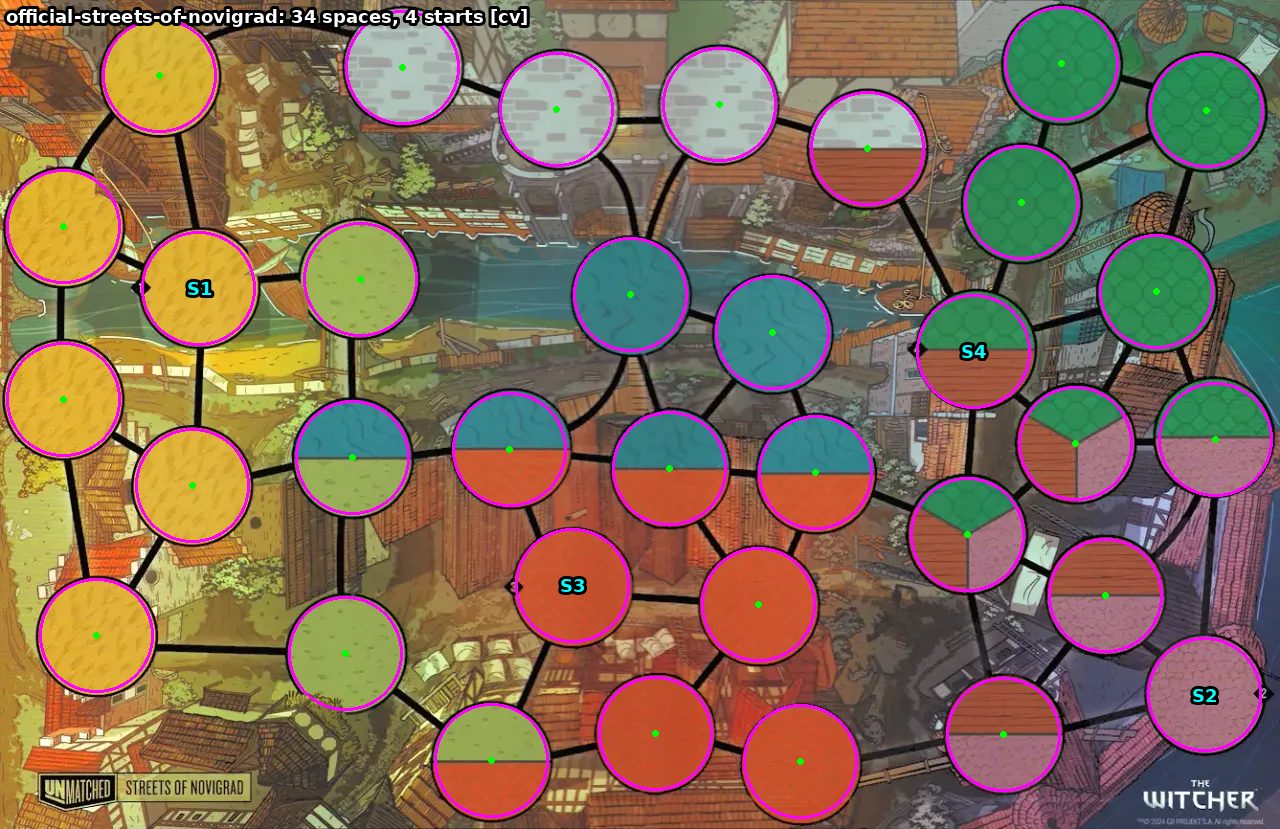 official-streets-of-novigrad: 34 spaces, 4 starts [cv]
S1
S4
S3
S2
2
UNMATCHED STREETS OF NOVIGRAD
THE
WITCHER